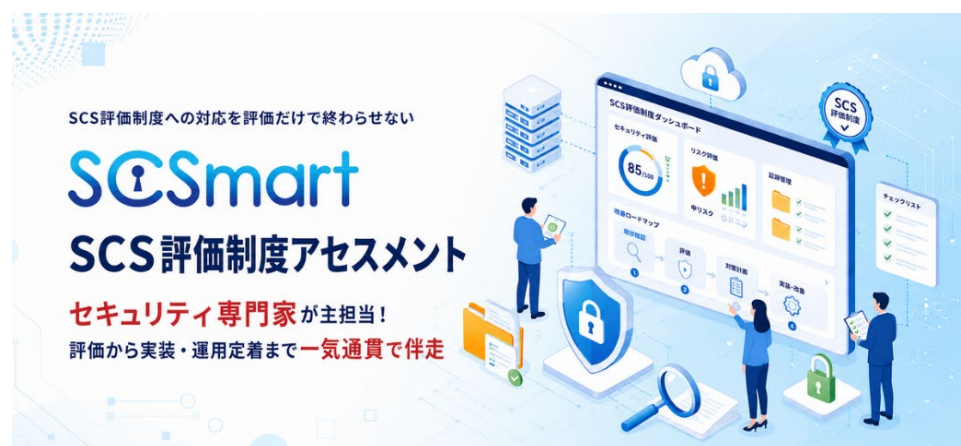 SCS評価制度への対応を評価だけで終わらせない
SCSmart
SCS評価制度アセスメント
セキュリティ専門家が主担当！
評価から実装・運用定着まで一気通貫で伴走
SCS評価制度ダッシュボード
セキュリティ評価
85/100
リスク評価
中リスク
証跡管理
改善ロードマップ
現状確認
1
評価
2
対策計画
実装・改善
4
SCS
評価制度
チェックリスト